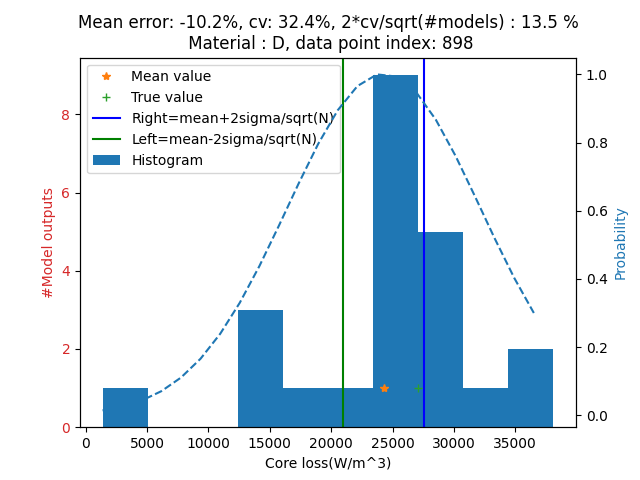 Mean error: -10.2%, cv: 32.4%, 2*cv/sqrt(#models) : 13.5 %
Material : D, data point index: 898
Mean value
True value
Right=mean+2sigma/sqrt(N)
Left=mean-2sigma/sqrt(N)
Histogram
#Model outputs
0
2
4
6
8
Probability
0.0
0.2
0.4
0.6
0.8
1.0
0
5000
10000
15000
20000
25000
30000
35000
Core loss(W/m^3)